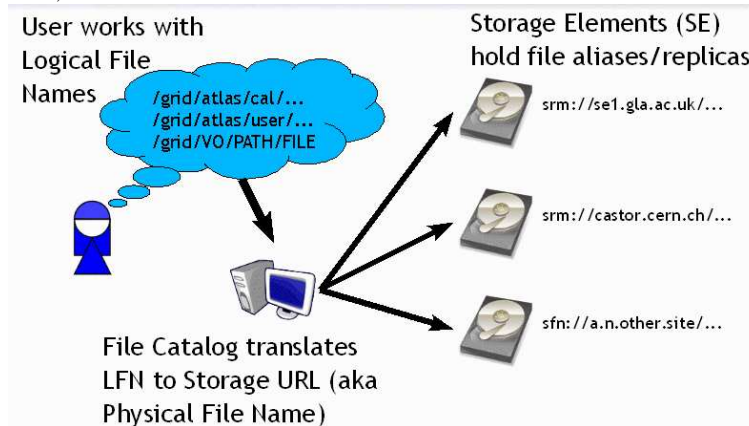 User works with
Logical File
Names
/grid/atlas/cal/...
/grid/atlas/user/...
/grid/VO/PATH/FILE
Storage Elements (SE)
hold file aliases/replicas
srm://se1.gla.ac.uk/...
srm://castor.cern.ch/...
sfn://a.n.other.site/...
File Catalog translates
LFN to Storage URL (aka
Physical File Name)